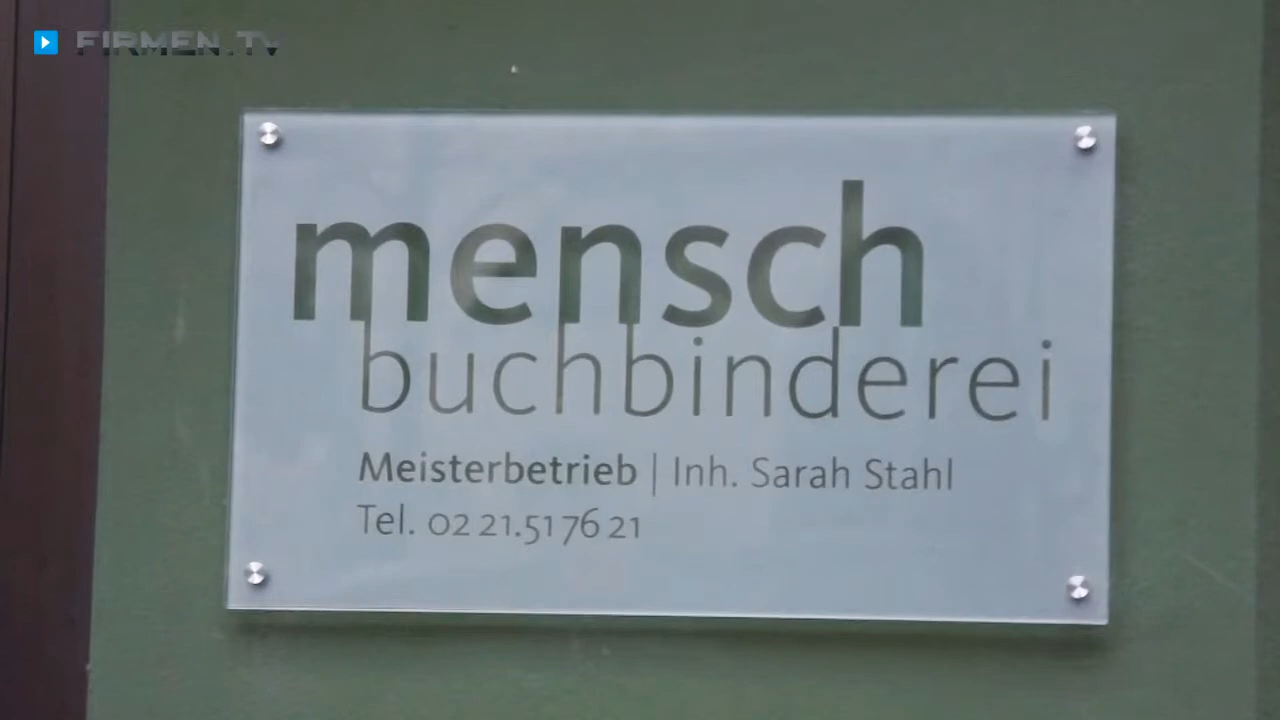 FIRMEN.TV
mensch
buchbinderei
Meisterbetrieb | Inh. Sarah Stahl
Tel. 02 21.51 76 21